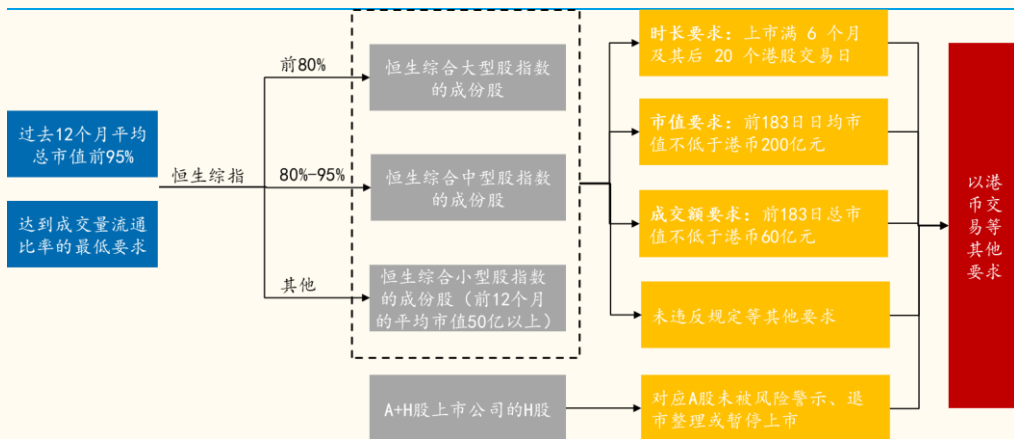 过去12个月平均
总市值前95%
达到成交量流通
比率的最低要求
恒生综指
前80%
80%-95%
其他
恒生综合大型股指数
的成份股
恒生综合中型股指数
的成份股
恒生综合小型股指数
的成份股（前12个月
的平均市值50亿以上）
A+H股上市公司的H股
时长要求：上市满 6 个月
及其后 20 个港股交易日
市值要求：前183日日均市
值不低于港币200亿元
成交额要求：前183日总市
值不低于港币60亿元
未违反规定等其他要求
对应A股未被风险警示、退
市整理或暂停上市
以港
币交
易等
其他
要求